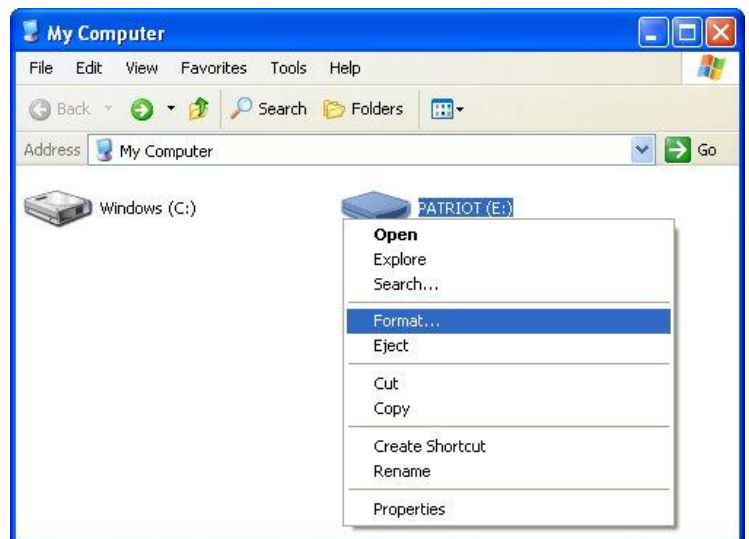 My Computer
File Edit View Favorites Tools Help
Back Search Folders
Address My Computer Go
Windows (C:) PATRIOT (E:)
Open
Explore
Search...
Format...
Eject
Cut
Copy
Create Shortcut
Rename
Properties